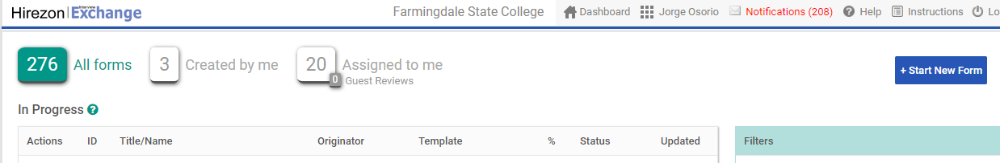 Hirezon Interview Exchange
Farmingdale State College
Dashboard Jorge Osorio Notifications (208) Help Instructions Lo
276 All forms 3 Created by me 20 Assigned to me
0 Guest Reviews
+ Start New Form
In Progress ?
Actions ID Title/Name Originator Template % Status Updated
Filters